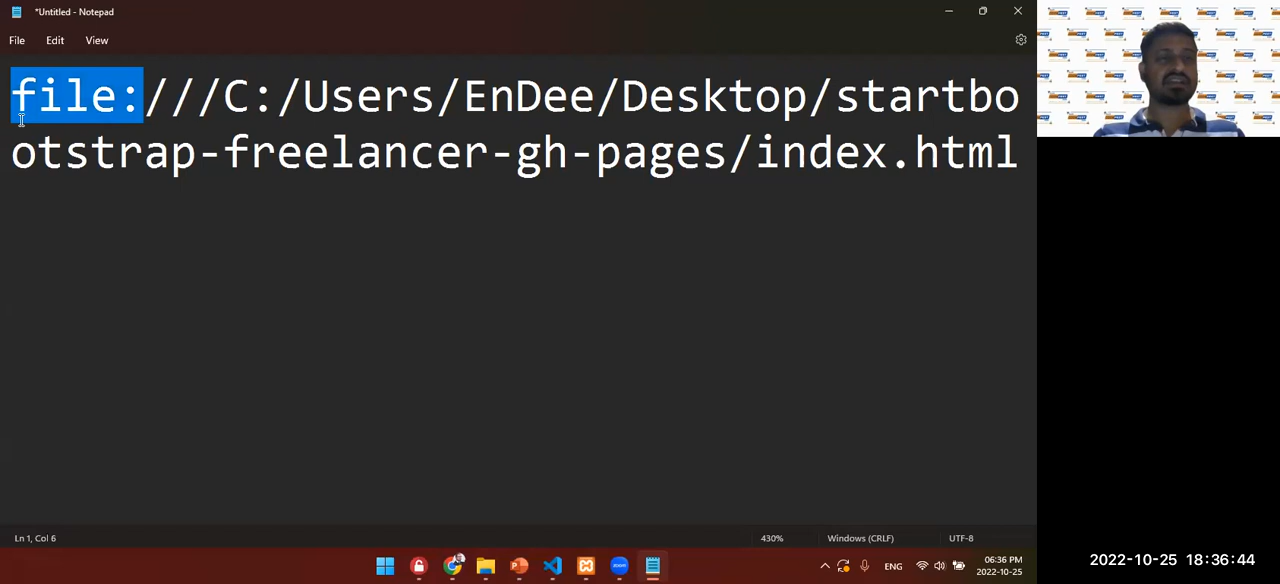 *Untitled - Notepad
File Edit View
file:///C:/Users/EnDee/Desktop/startbo
otstrap-freelancer-gh-pages/index.html
Ln 1, Col 6 430% Windows (CRLF) UTF-8
zoom
ENG 06:36 PM
2022-10-25
2022-10-25 18:36:44